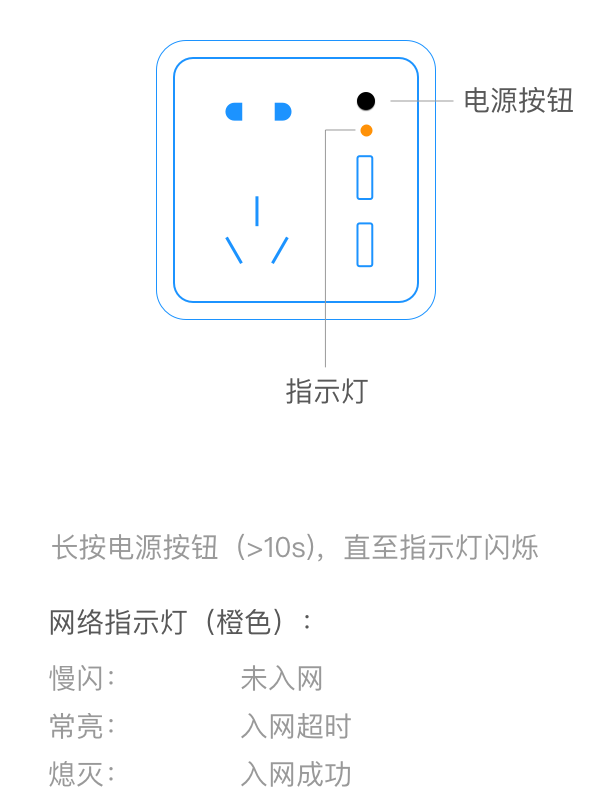 电源按钮
指示灯
长按电源按钮（>10s)，直至指示灯闪烁
网络指示灯（橙色）：
慢闪： 未入网
常亮： 入网超时
熄灭： 入网成功